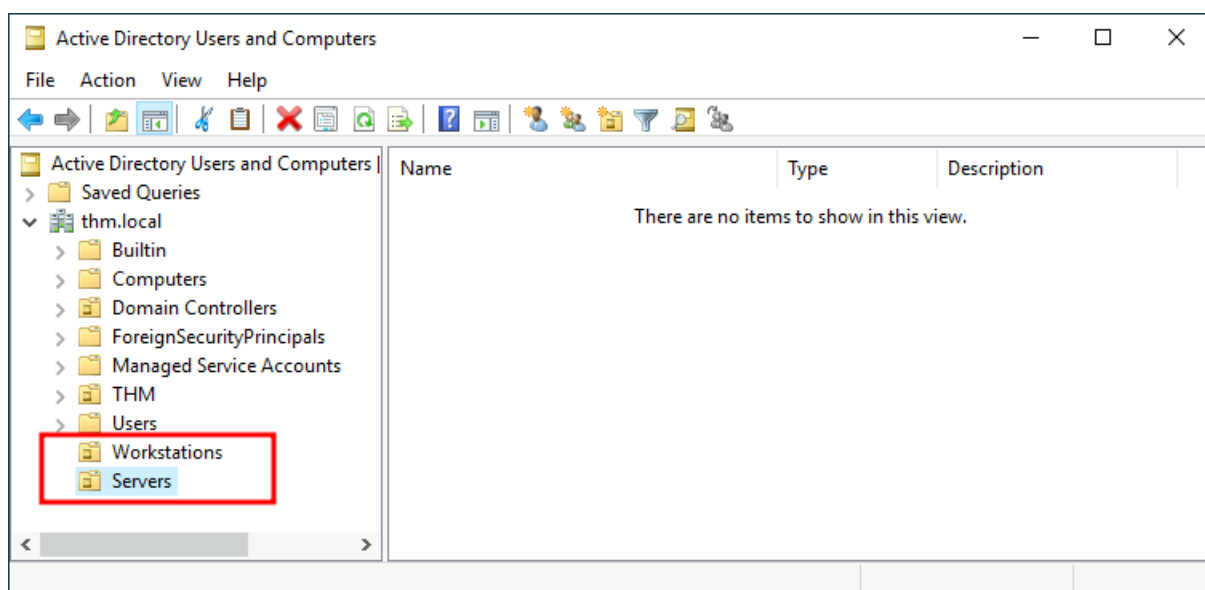 Active Directory Users and Computers
File Action View Help
Active Directory Users and Computers
Saved Queries
thm.local
Builtin
Computers
Domain Controllers
ForeignSecurityPrincipals
Managed Service Accounts
THM
Users
Workstations
Servers
Name Type Description
There are no items to show in this view.